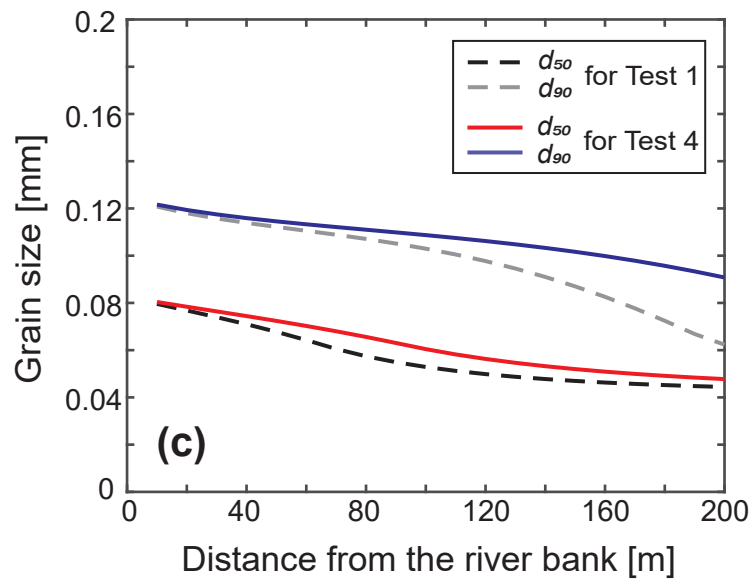 0.2
0.16
0.12
0.08
0.04
0
Grain size [mm]
d50
d90
for Test 1
d50
d90
for Test 4
(c)
0 40 80 120 160 200
Distance from the river bank [m]